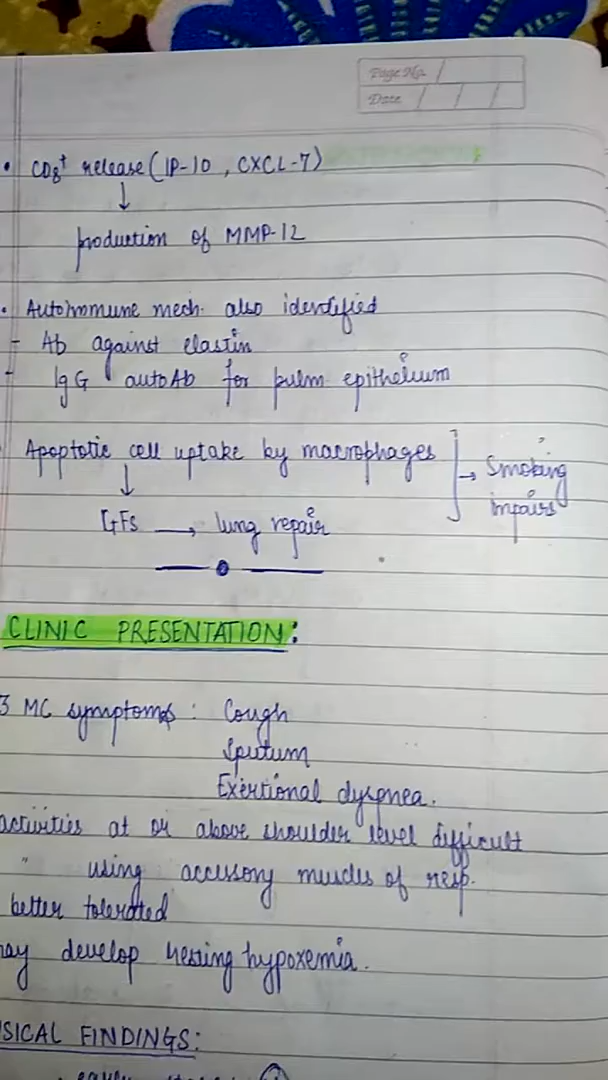 Page No.
Date
• CD8+ release (IP-10, CXCL-7)
↓
production of MMP-12
• Autoimmune mech. also identified
- Ab against elastin
- IgG autoAb for pulm epithelium
Apoptotic cell uptake by macrophages → Smoking impairs
↓
GFs → lung repair
CLINIC PRESENTATION:
3 MC symptoms: Cough
Sputum
Exertional dyspnea.
activities at or above shoulder level difficult
" using accessory muscles of resp.
better tolerated
may develop resting hypoxemia.
SICAL FINDINGS: